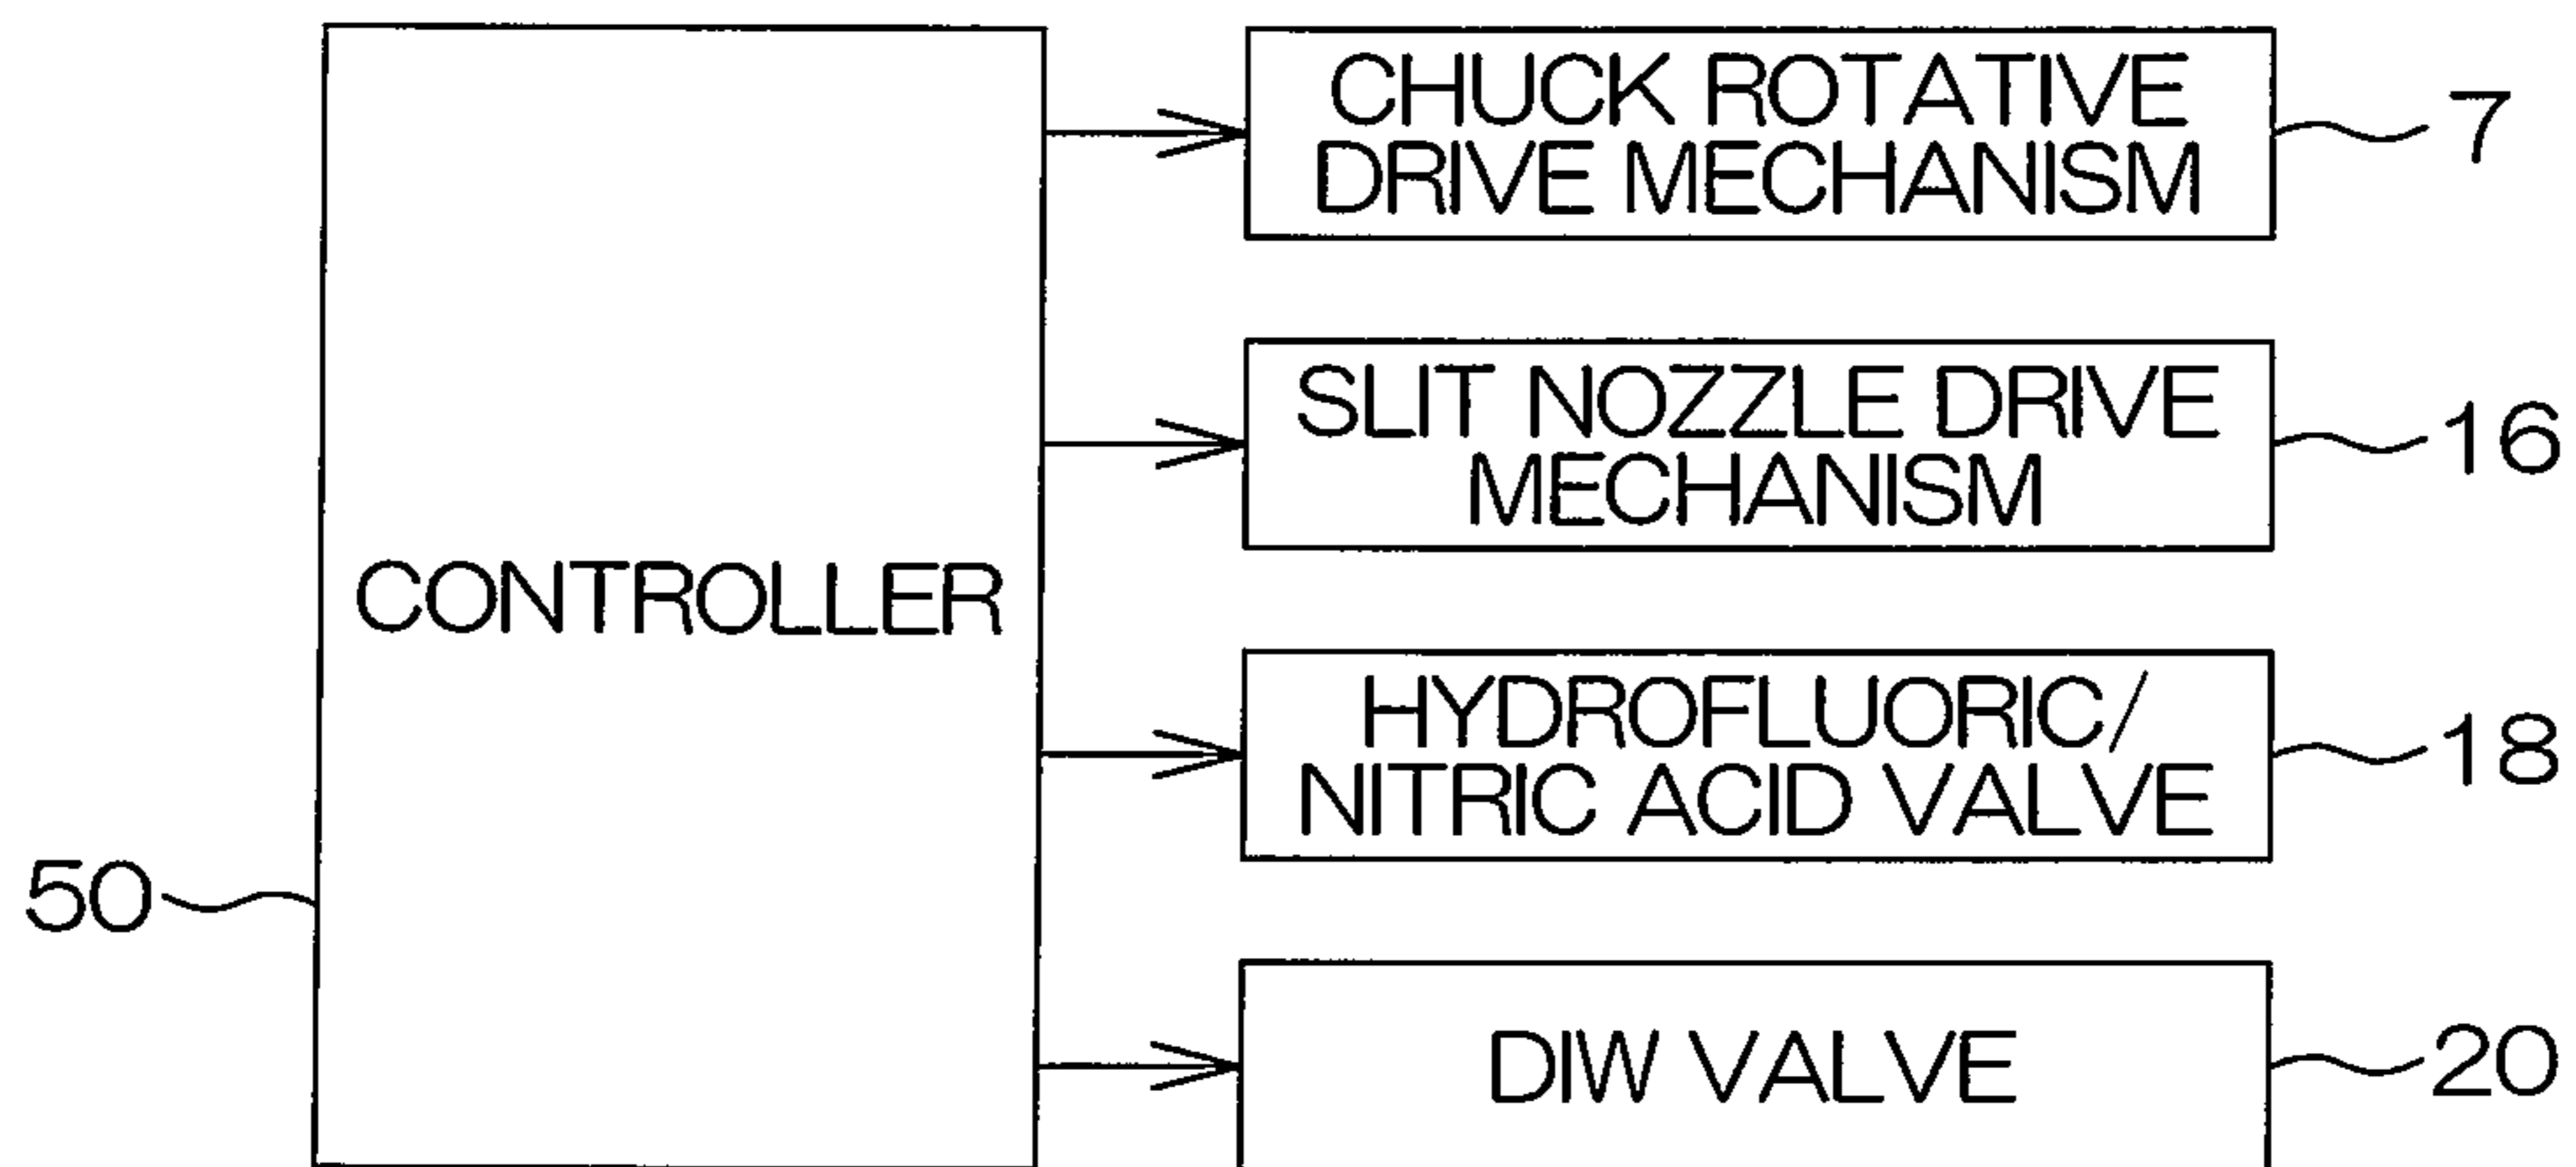 CHUCK ROTATIVE
DRIVE MECHANISM
7
SLIT NOZZLE DRIVE
MECHANISM
16
CONTROLLER
HYDROFLUORIC/
NITRIC ACID VALVE
18
50
DIW VALVE
20